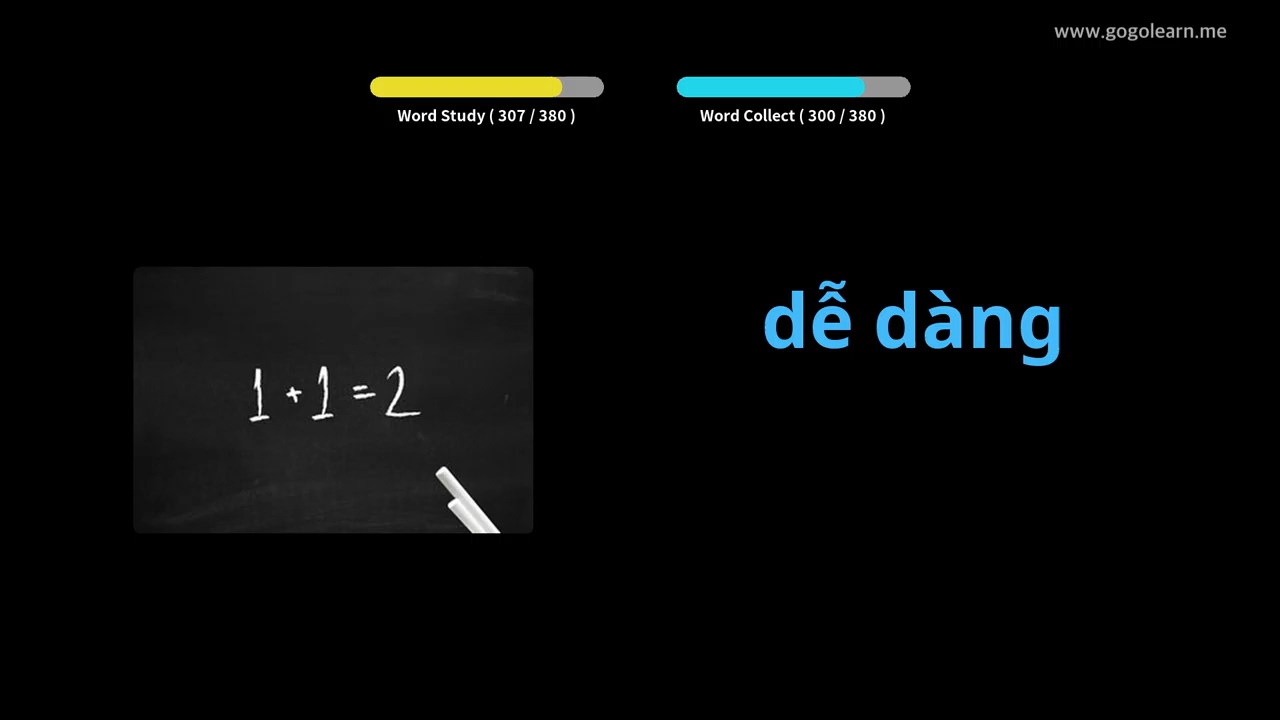 www.gogolearn.me
Word Study ( 307 / 380 )
Word Collect ( 300 / 380 )
dễ dàng
1 + 1 = 2